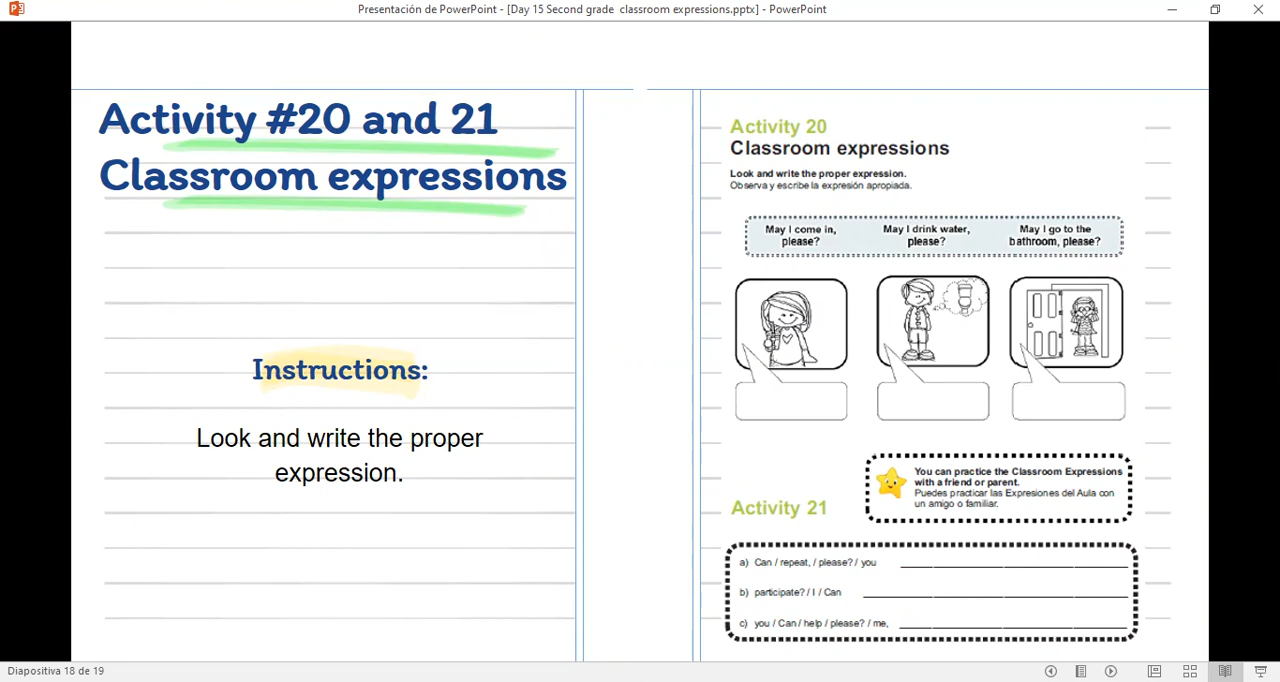 Presentación de PowerPoint - [Day 15 Second grade  classroom expressions.pptx] - PowerPoint
Activity #20 and 21
Classroom expressions
Instructions:
Look and write the proper
expression.
Activity 20
Classroom expressions
Look and write the proper expression.
Observa y escribe la expresión apropiada.
May I come in,
please?
May I drink water,
please?
May I go to the
bathroom, please?
You can practice the Classroom Expressions
with a friend or parent.
Puedes practicar las Expresiones del Aula con
un amigo o familiar.
Activity 21
a) Can / repeat, / please? / you
b) participate? / I / Can
c) you / Can / help / please? / me,
Diapositiva 18 de 19